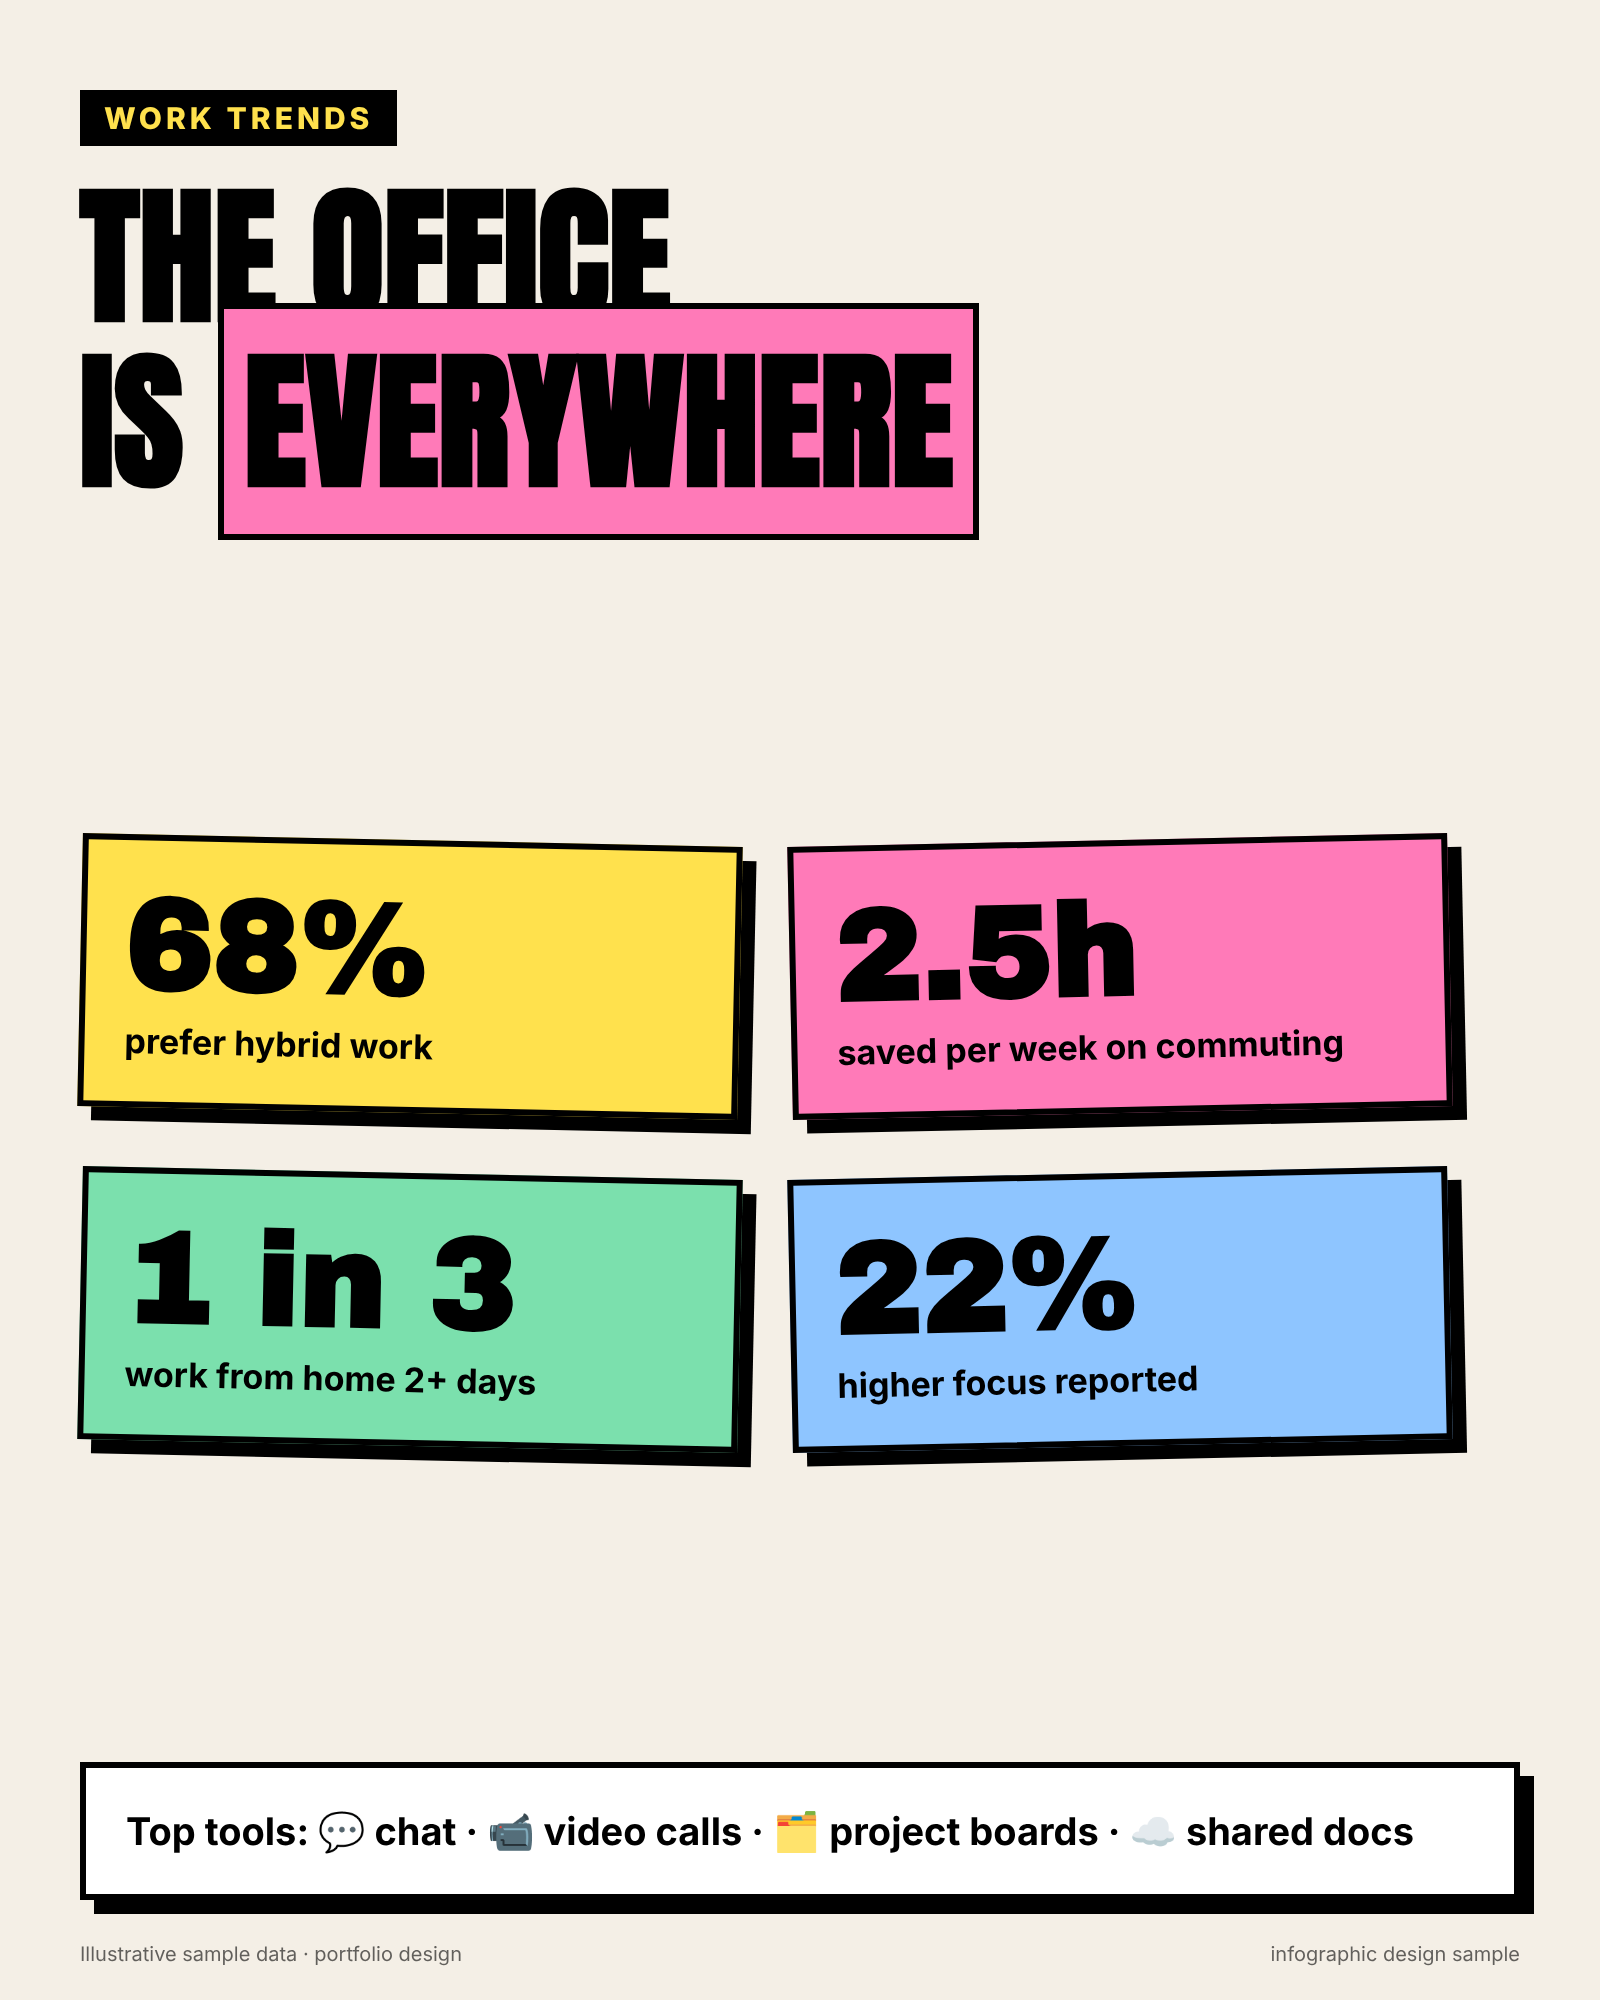 WORK TRENDS
THE OFFICE
IS EVERYWHERE
68%
prefer hybrid work
2.5h
saved per week on commuting
1 in 3
work from home 2+ days
22%
higher focus reported
Top tools: 💬 chat · 📹 video calls · 🗂️ project boards · ☁️ shared docs
Illustrative sample data · portfolio design
infographic design sample